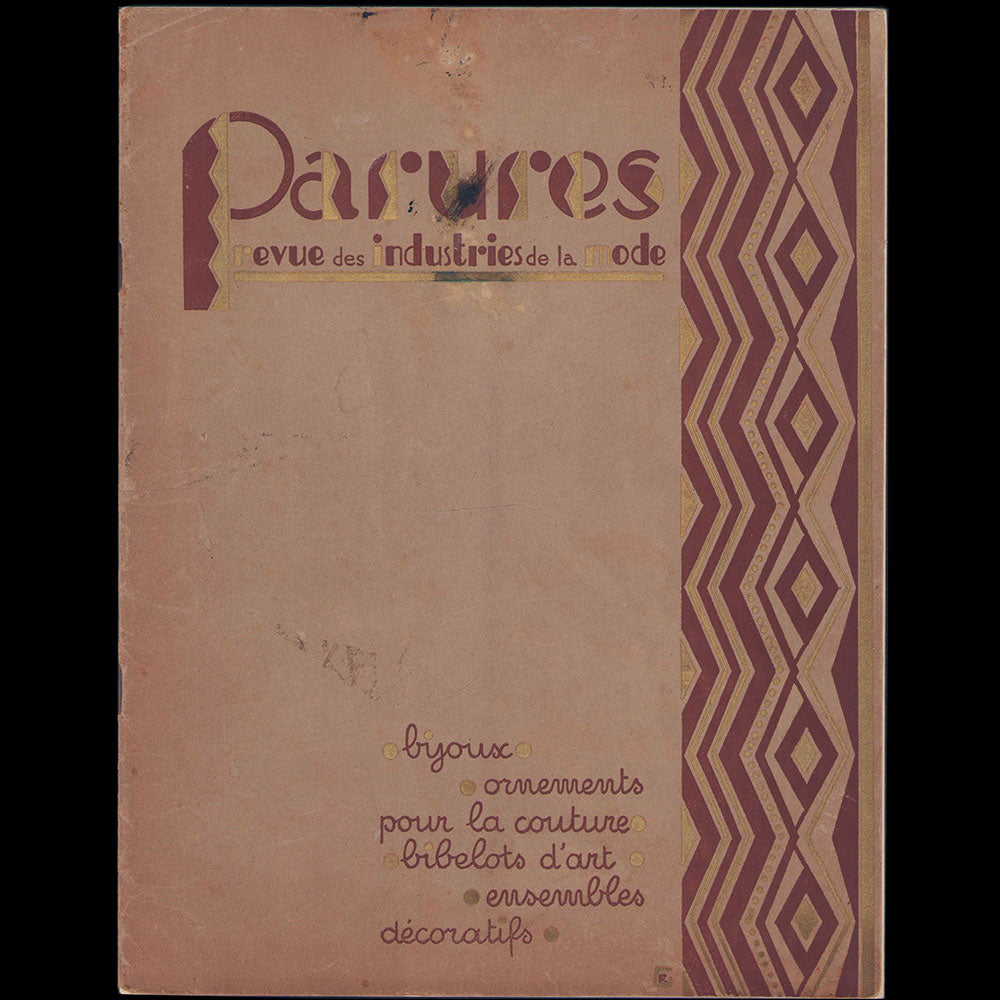 Parures
revue des industries de la mode
bijoux
ornements
pour la couture
bibelots d'art
ensembles
décoratifs